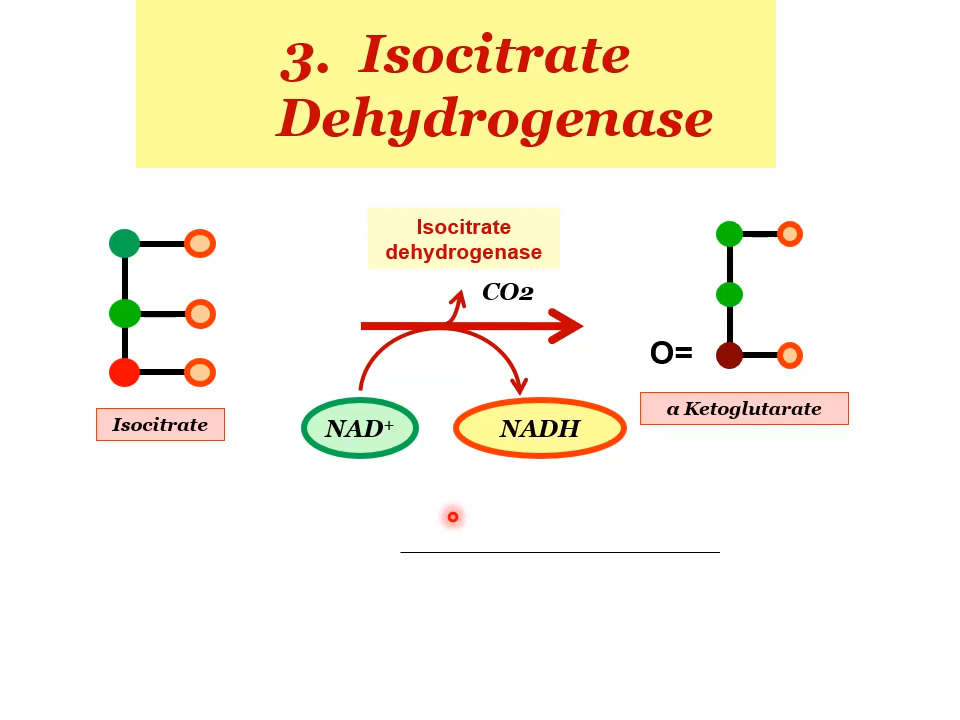 3. Isocitrate
Dehydrogenase
Isocitrate
dehydrogenase
CO2
O=
NAD+
NADH
Isocitrate
α Ketoglutarate